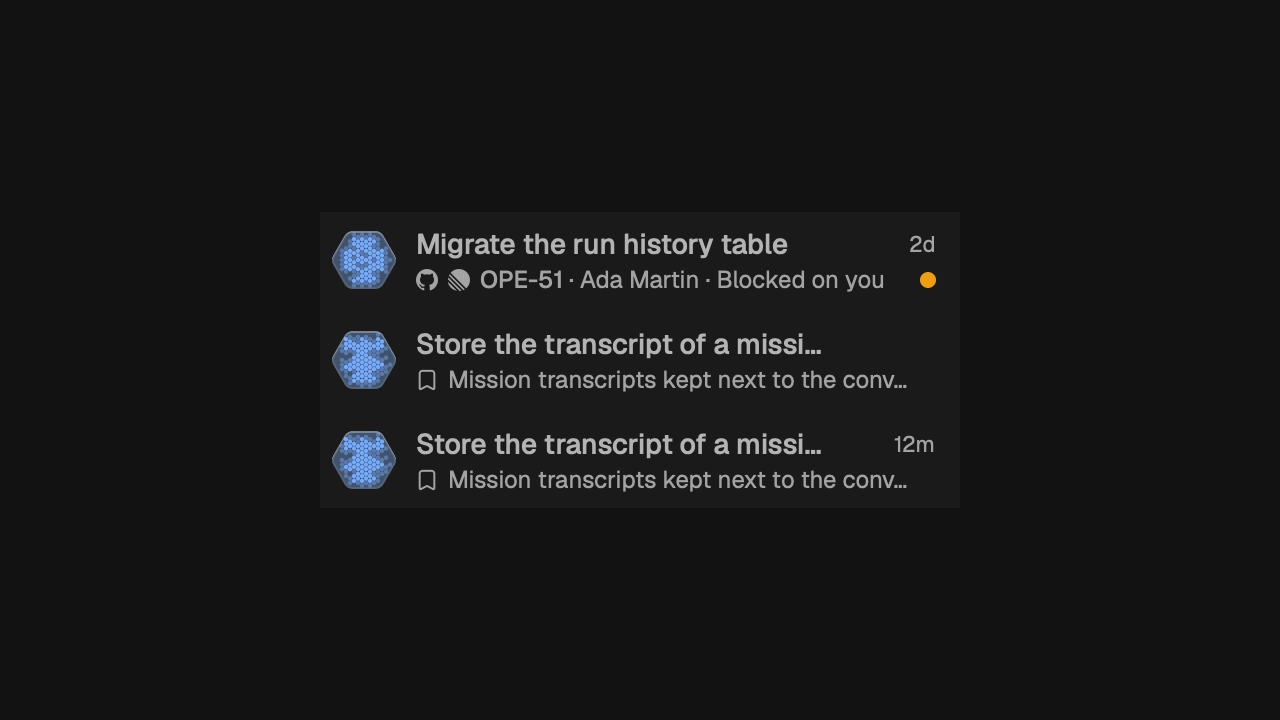 Migrate the run history table 2d
OPE-51 · Ada Martin · Blocked on you
Store the transcript of a missi…
Mission transcripts kept next to the conv…
Store the transcript of a missi… 12m
Mission transcripts kept next to the conv…